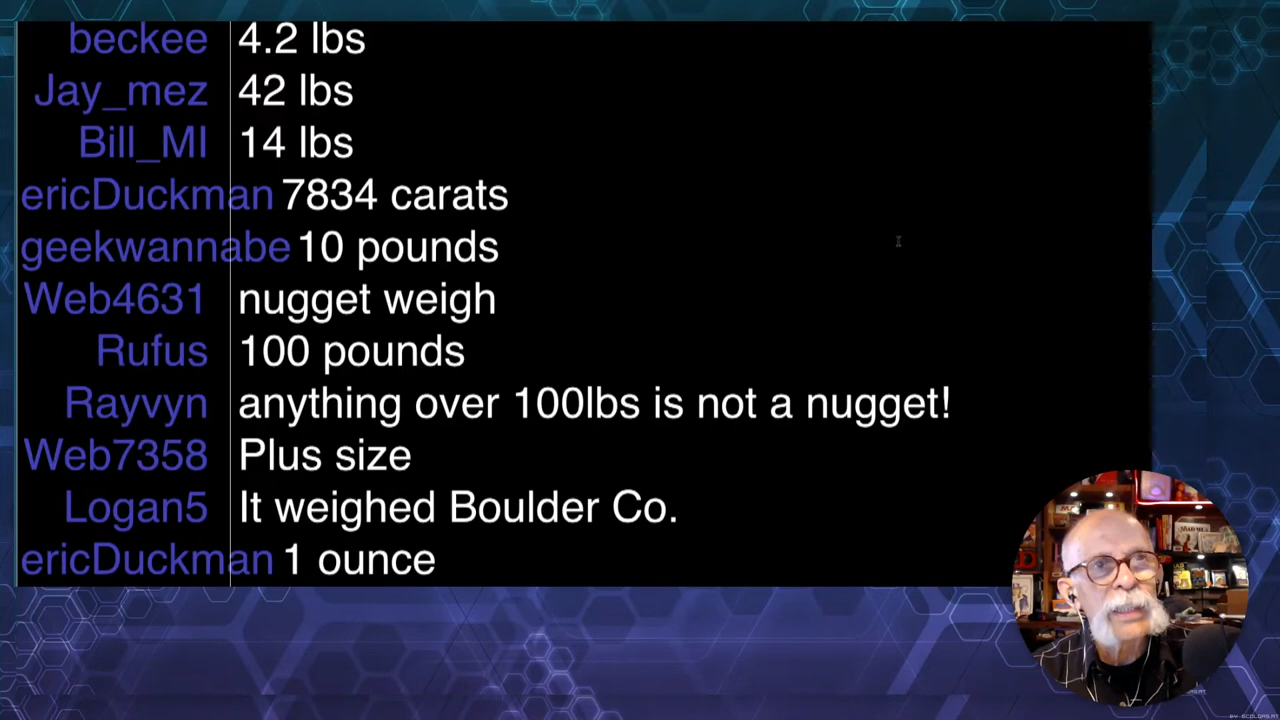 beckee 4.2 lbs
Jay_mez 42 lbs
Bill_MI 14 lbs
ericDuckman 7834 carats
geekwannabe 10 pounds
Web4631 nugget weigh
Rufus 100 pounds
Rayvyn anything over 100lbs is not a nugget!
Web7358 Plus size
Logan5 It weighed Boulder Co.
ericDuckman 1 ounce